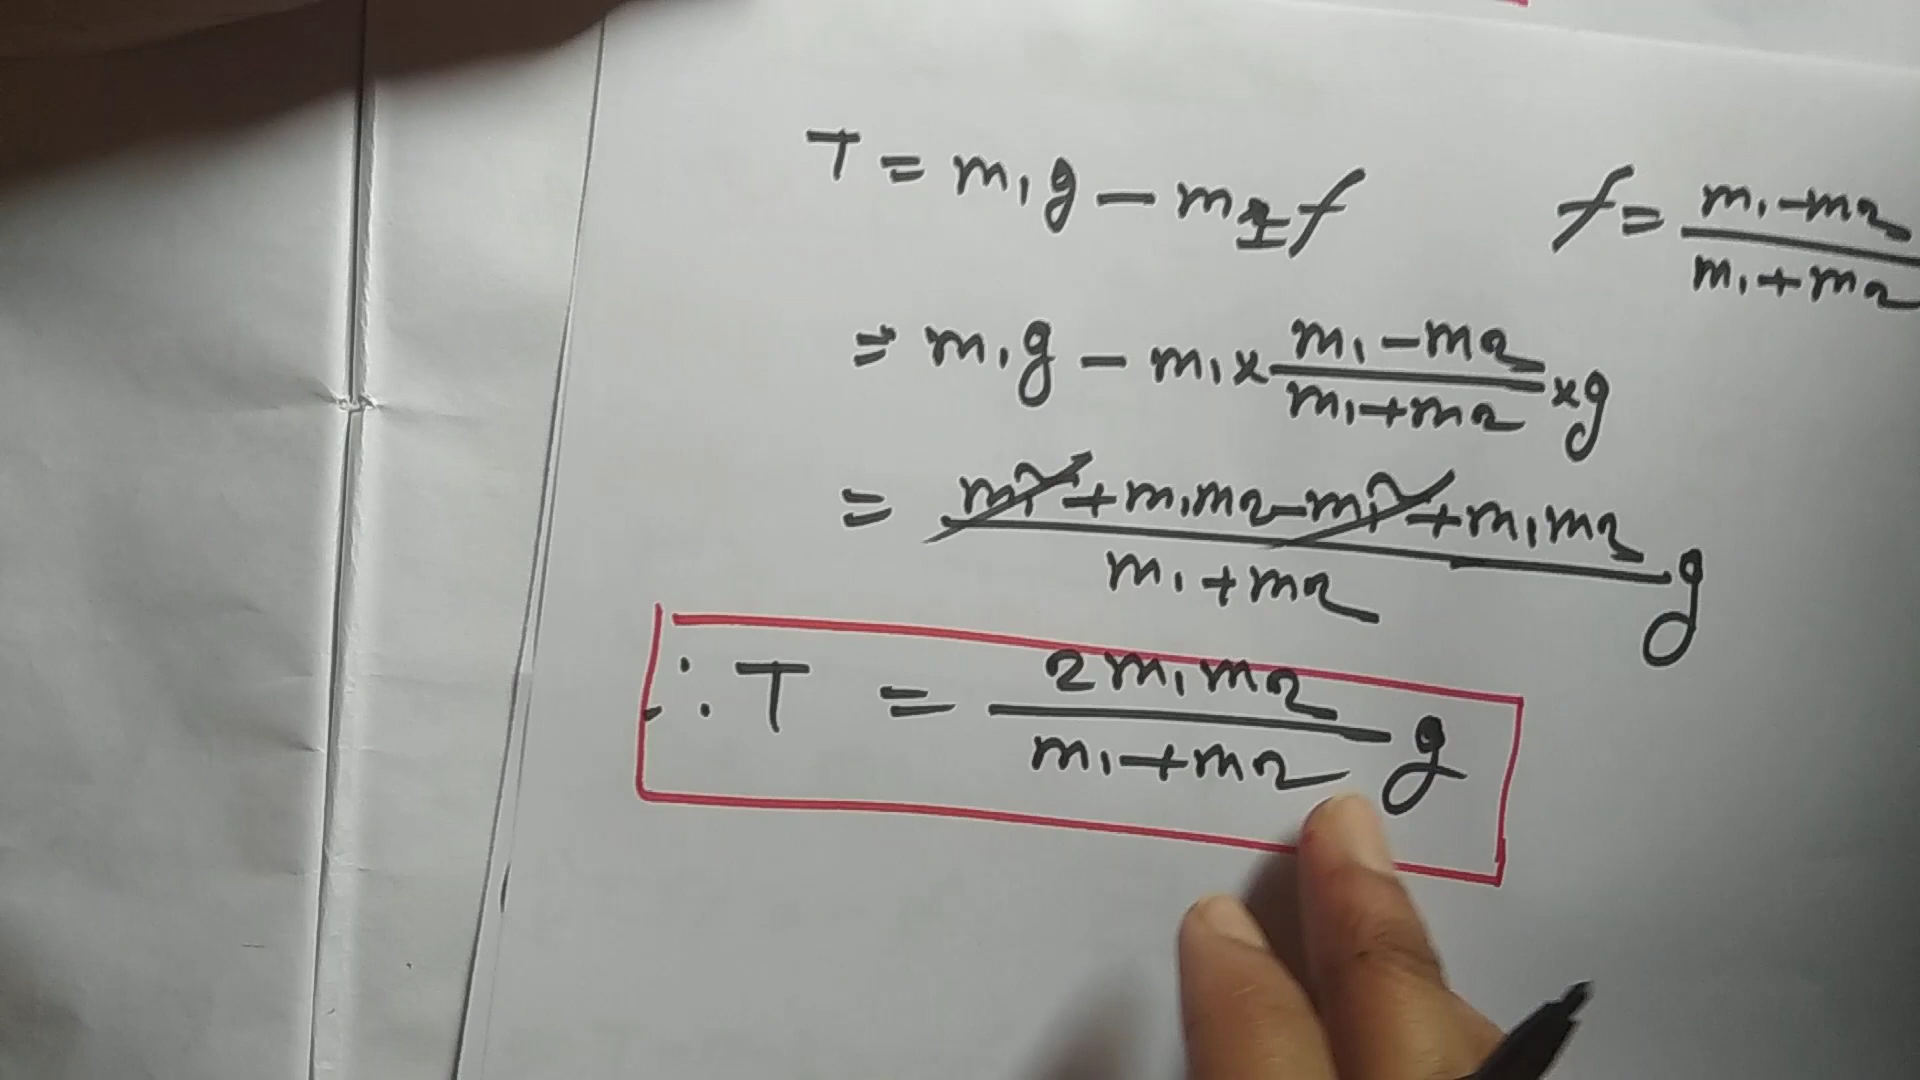 T = m₁g – m₁f f = (m₁ – m₂)/(m₁ + m₂)
= m₁g – m₁ × (m₁ – m₂)/(m₁ + m₂) × g
= (m₁² + m₁m₂ – m₁² + m₁m₂)/(m₁ + m₂) g
∴ T = (2m₁m₂)/(m₁ + m₂) g